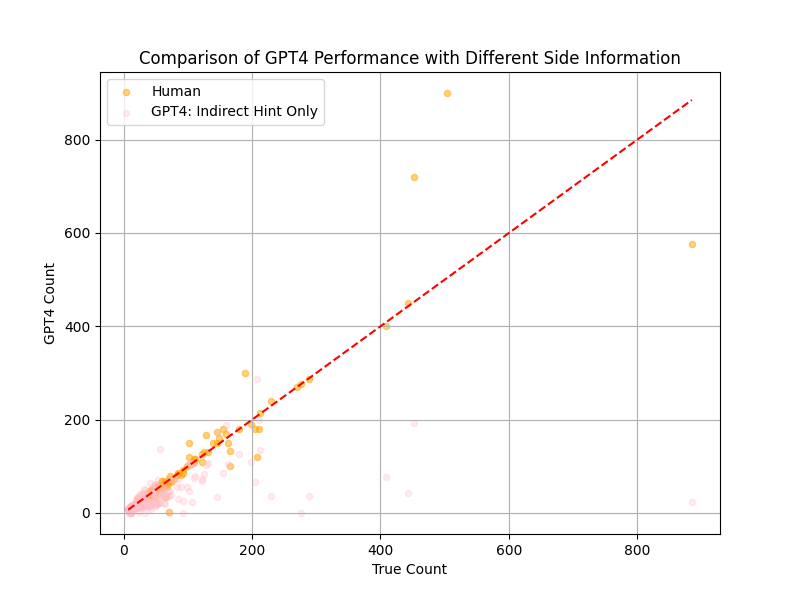 Comparison of GPT4 Performance with Different Side Information
Human
GPT4: Indirect Hint Only
800
600
400
200
0
GPT4 Count
0 200 400 600 800
True Count